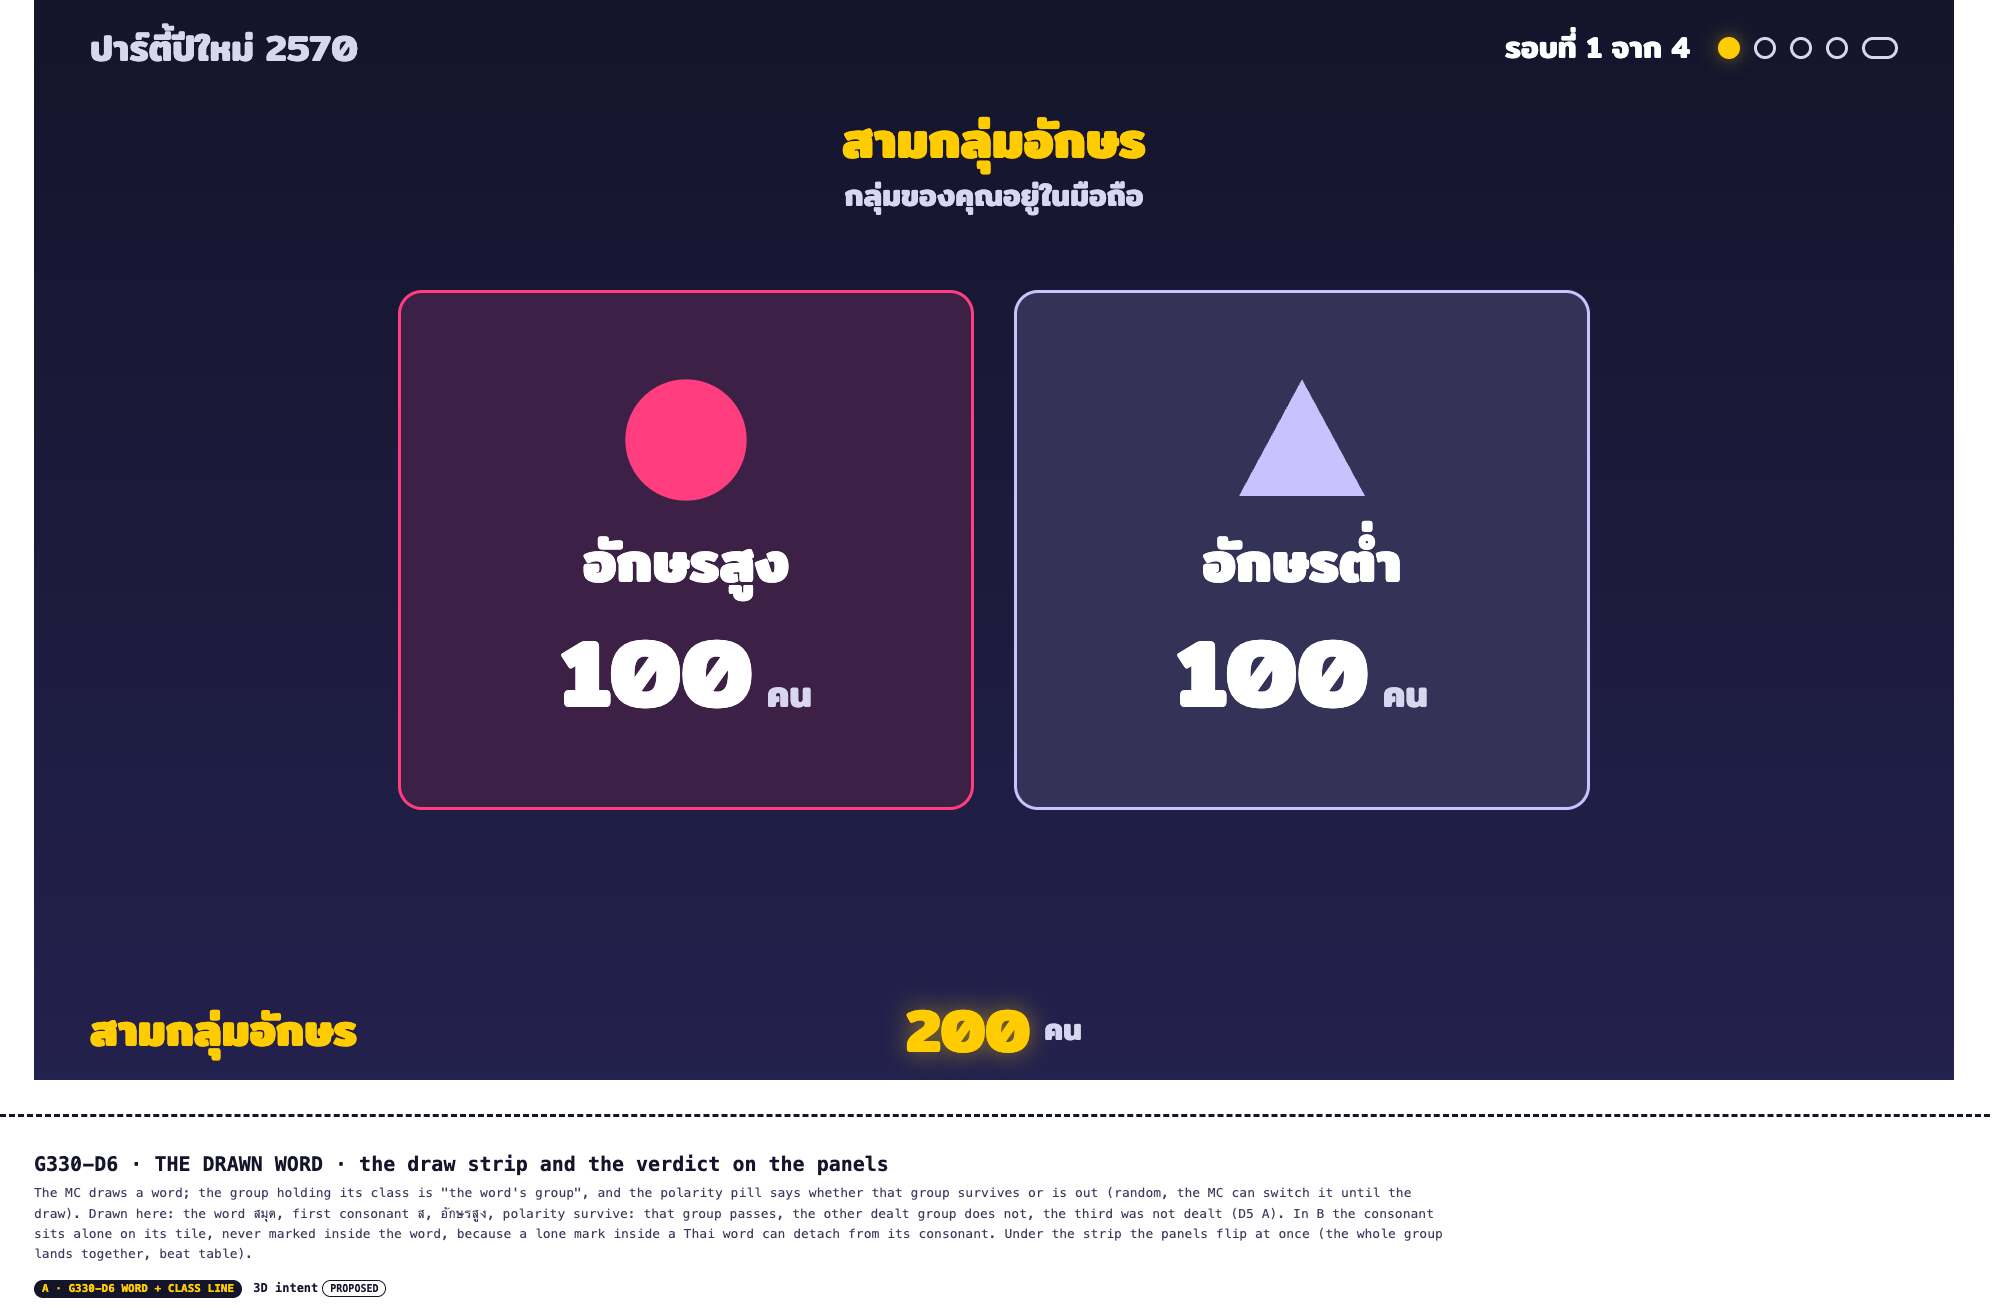 ปาร์ตี้ปีใหม่ 2570
รอบที่ 1 จาก 4
สามกลุ่มอักษร
กลุ่มของคุณอยู่ในมือถือ
อักษรสูง
100 คน
อักษรต่ำ
100 คน
สามกลุ่มอักษร
200 คน
G330-D6 · THE DRAWN WORD · the draw strip and the verdict on the panels
The MC draws a word; the group holding its class is "the word's group", and the polarity pill says whether that group survives or is out (random, the MC can switch it until the
draw). Drawn here: the word สมุด, first consonant ส, อักษรสูง, polarity survive: that group passes, the other dealt group does not, the third was not dealt (D5 A). In B the consonant
sits alone on its tile, never marked inside the word, because a lone mark inside a Thai word can detach from its consonant. Under the strip the panels flip at once (the whole group
lands together, beat table).
A · G330-D6 WORD + CLASS LINE 3D intent PROPOSED